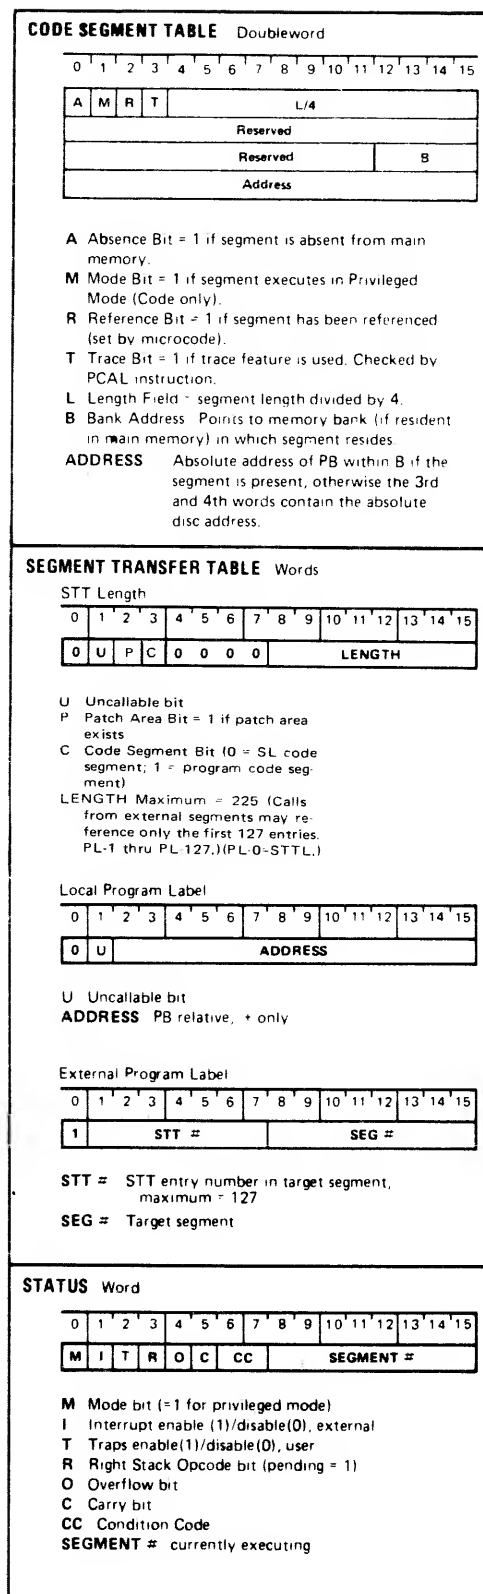 CODE SEGMENT TABLE Doubleword
0 1 2 3 4 5 6 7 8 9 10 11 12 13 14 15
A M R T L/4
Reserved
Reserved B
Address
A Absence Bit = 1 if segment is absent from main
memory.
M Mode Bit = 1 if segment executes in Privileged
Mode (Code only).
R Reference Bit = 1 if segment has been referenced
(set by microcode).
T Trace Bit = 1 if trace feature is used. Checked by
PCAL instruction.
L Length Field - segment length divided by 4.
B Bank Address Points to memory bank (if resident
in main memory) in which segment resides.
ADDRESS Absolute address of PB within B if the
segment is present, otherwise the 3rd
and 4th words contain the absolute
disc address.
SEGMENT TRANSFER TABLE Words
STT Length
0 1 2 3 4 5 6 7 8 9 10 11 12 13 14 15
0 U P C 0 0 0 0 LENGTH
U Uncallable bit
P Patch Area Bit = 1 if patch area
exists
C Code Segment Bit (0 = SL code
segment; 1 = program code seg-
ment)
LENGTH Maximum = 225 (Calls
from external segments may re-
ference only the first 127 entries.
PL-1 thru PL-127.)(PL-0=STTL.)
Local Program Label
0 1 2 3 4 5 6 7 8 9 10 11 12 13 14 15
0 U ADDRESS
U Uncallable bit
ADDRESS PB relative, + only
External Program Label
0 1 2 3 4 5 6 7 8 9 10 11 12 13 14 15
1 STT # SEG #
STT # STT entry number in target segment,
maximum = 127
SEG # Target segment
STATUS Word
0 1 2 3 4 5 6 7 8 9 10 11 12 13 14 15
M I T R O C CC SEGMENT #
M Mode bit (=1 for privileged mode)
I Interrupt enable (1)/disable(0), external
T Traps enable(1)/disable(0), user
R Right Stack Opcode bit (pending = 1)
O Overflow bit
C Carry bit
CC Condition Code
SEGMENT # currently executing